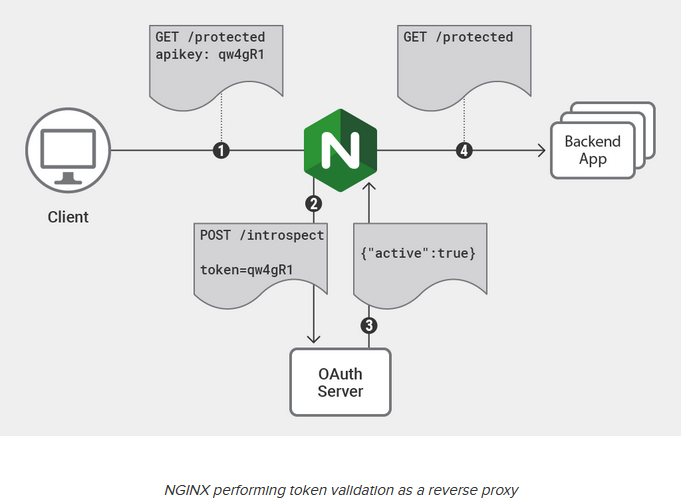 GET /protected
apikey: qw4gR1
GET /protected
1
N
4
Backend
App
Client
2
POST /introspect
token=qw4gR1
{"active":true}
3
OAuth
Server
NGINX performing token validation as a reverse proxy